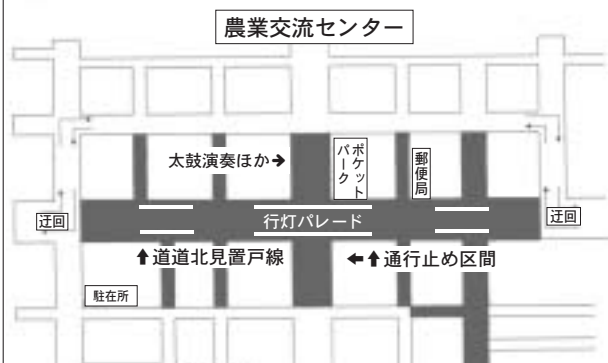 農業交流センター
太鼓演奏ほか➔
ポケット
パーク
郵便局
迂回
行灯パレード
迂回
⬆道道北見置戸線
⬅⬆通行止め区間
駐在所